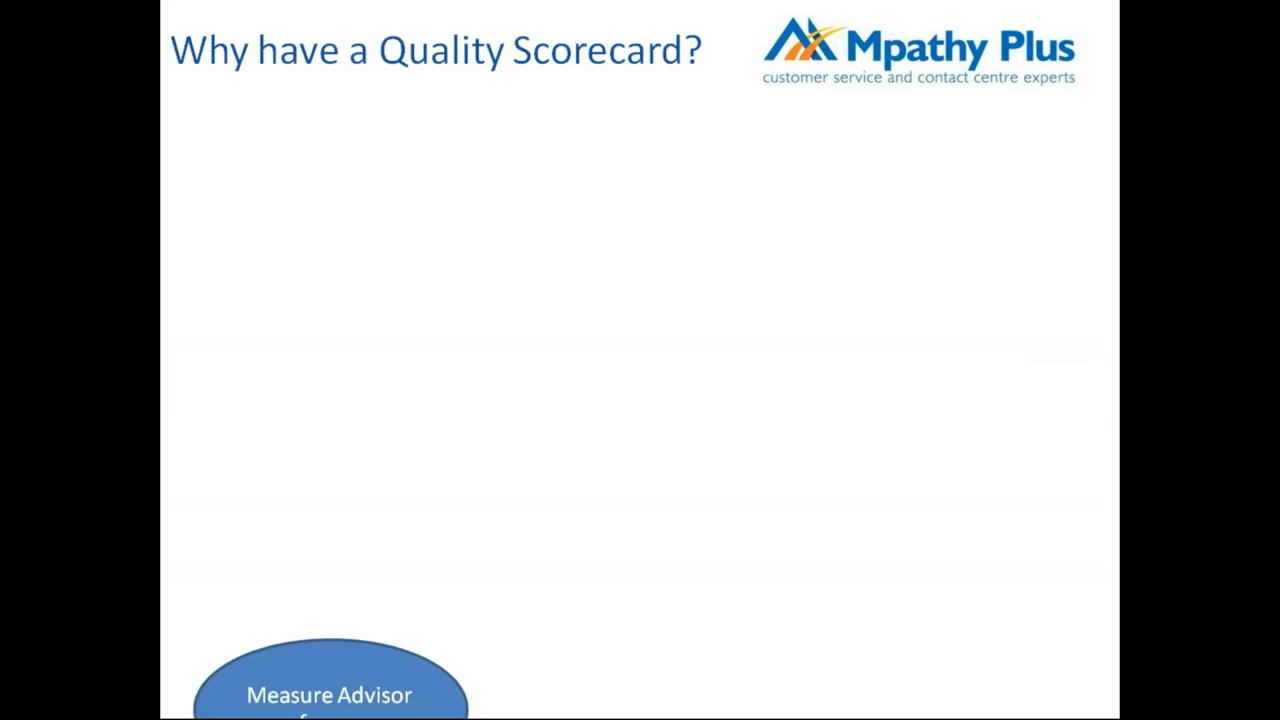 Why have a Quality Scorecard?
Mpathy Plus
customer service and contact centre experts
Measure Advisor